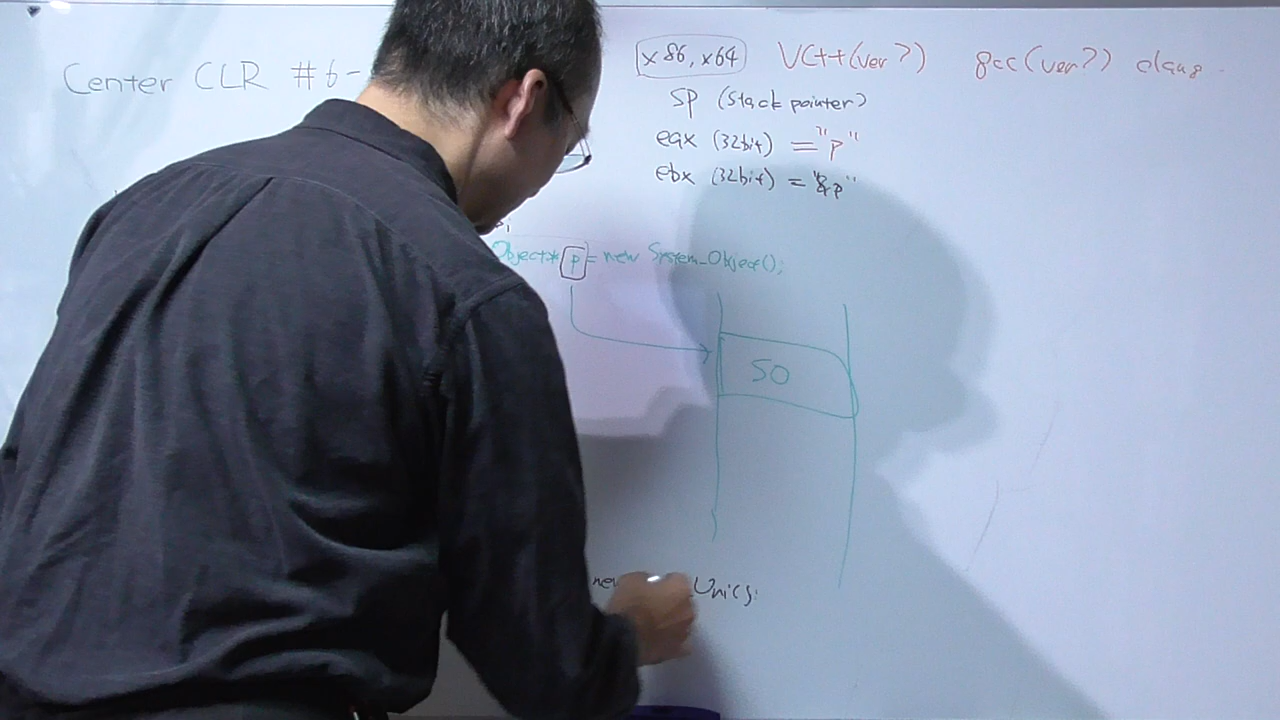 Center CLR #6-
x86, x64 VC++(ver?) gcc(ver?) clang
SP (Stack pointer)
eax (32bit) = "p"
ebx (32bit) = "&p"
Object* p = new System_Object();
SO
new